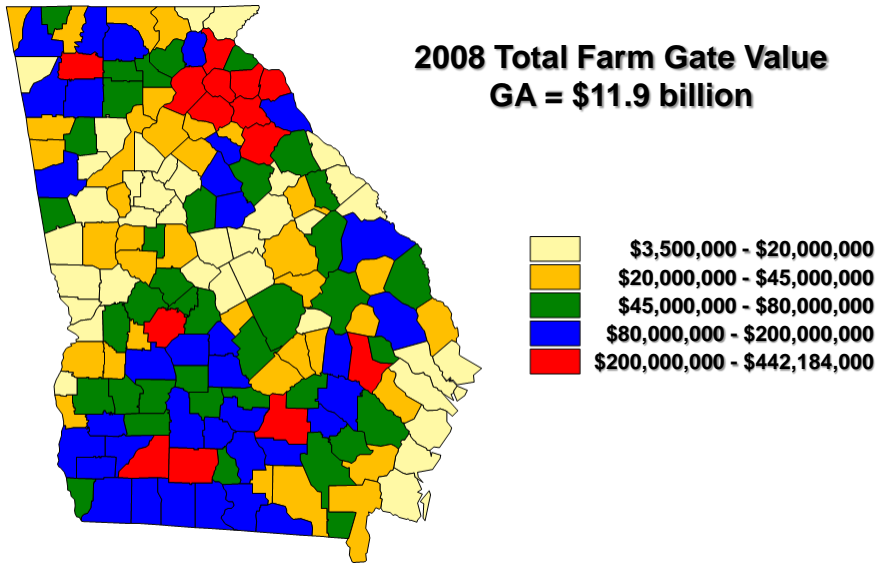 2008 Total Farm Gate Value
GA = $11.9 billion
$3,500,000 - $20,000,000
$20,000,000 - $45,000,000
$45,000,000 - $80,000,000
$80,000,000 - $200,000,000
$200,000,000 - $442,184,000